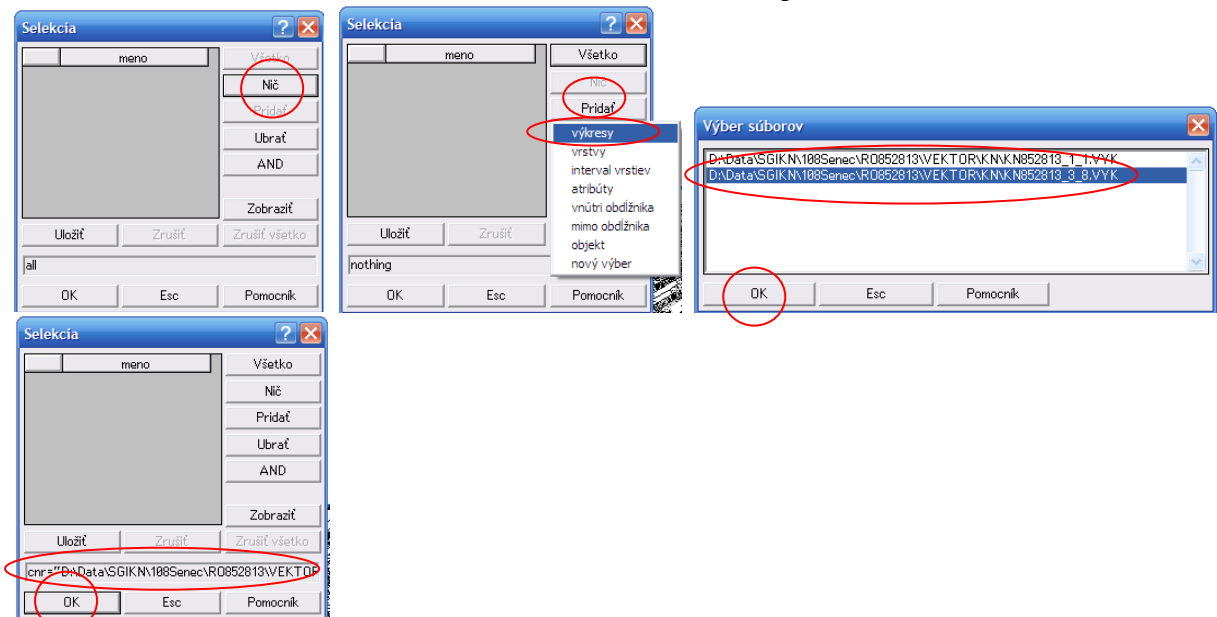 Selekcia
meno
Všetko
Nič
Pridať
Ubrať
AND
Zobraziť
Uložiť Zrušiť Zrušiť všetko
all
OK Esc Pomocník
Selekcia
meno
Všetko
Nič
Pridať
výkresy
vrstvy
interval vrstiev
atribúty
vnútri obdĺžnika
mimo obdĺžnika
objekt
nový výber
Uložiť Zrušiť
nothing
OK Esc Pomocník
Výber súborov
D:\Data\SGIKN\108Senec\RO852813\VEKTOR\KN\KN852813_1_1.VYK
D:\Data\SGIKN\108Senec\RO852813\VEKTOR\KN\KN852813_3_8.VYK
OK Esc Pomocník
Selekcia
meno
Všetko
Nič
Pridať
Ubrať
AND
Zobraziť
Uložiť Zrušiť Zrušiť všetko
cnr="D:\Data\SGIKN\108Senec\RO852813\VEKTOR
OK Esc Pomocník